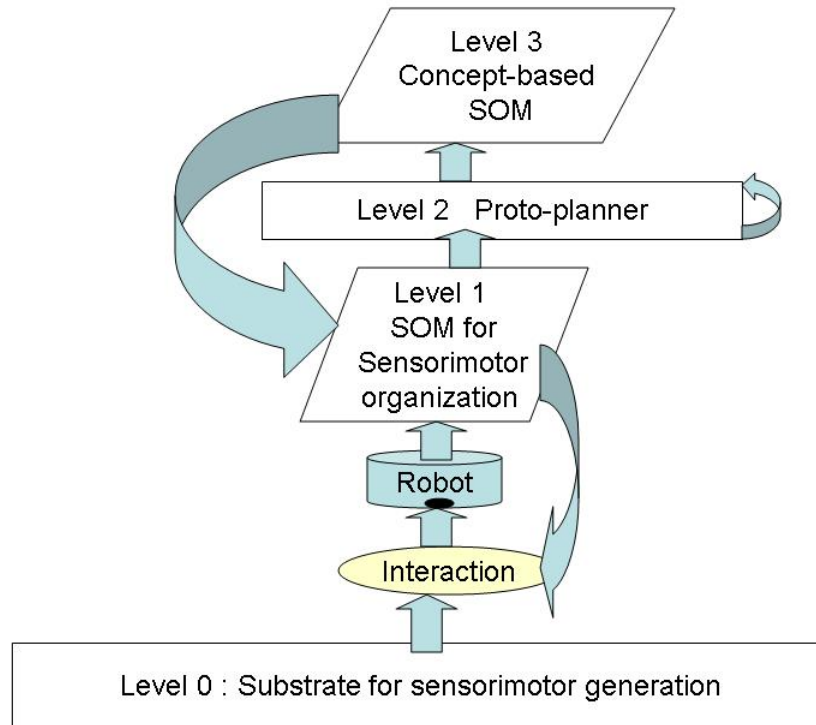 Level 3
Concept-based
SOM
Level 2 Proto-planner
Level 1
SOM for
Sensorimotor
organization
Robot
Interaction
Level 0 : Substrate for sensorimotor generation